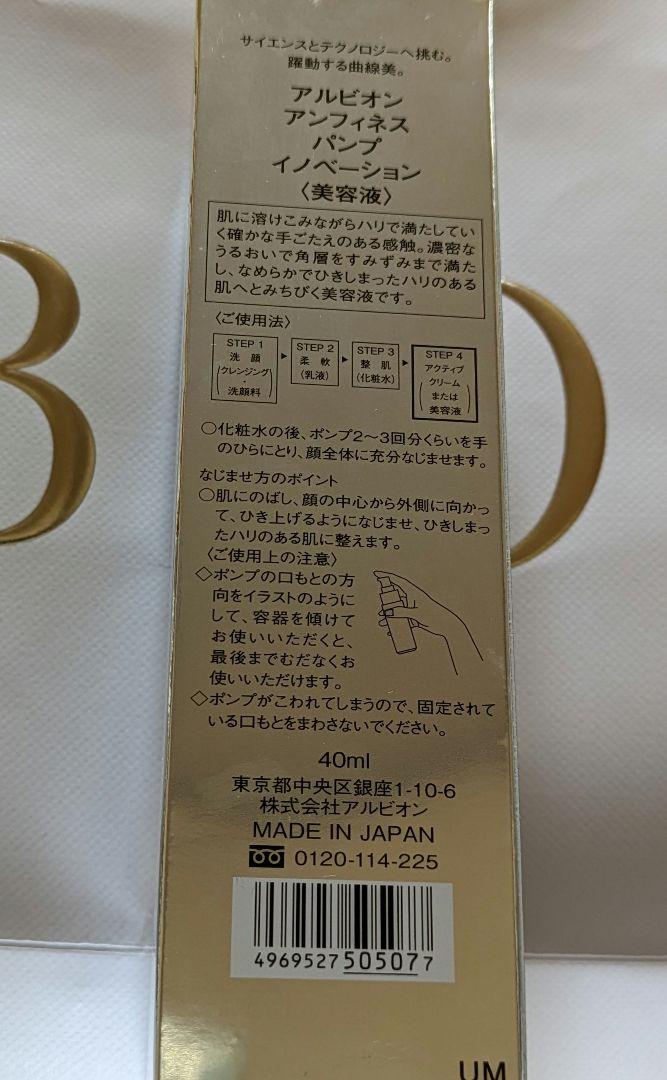 サイエンスとテクノロジーへ挑む。
躍動する曲線美。
アルビオン
アンフィネス
パンプ
イノベーション
〈美容液〉
肌に溶けこみながらハリで満たしてい
く確かな手ごたえのある感触。濃密な
うるおいで角層をすみずみまで満た
し、なめらかでひきしまったハリのある
肌へとみちびく美容液です。
〈ご使用法〉
STEP 1
洗顔
(クレンジング
・
洗顔料)
STEP 2
柔軟
(乳液)
STEP 3
整肌
(化粧水)
STEP 4
アクティブ
(クリーム
または
美容液)
○化粧水の後、ポンプ2〜3回分くらいを手
のひらにとり、顔全体に充分なじませます。
なじませ方のポイント
○肌にのばし、顔の中心から外側に向かっ
て、ひき上げるようになじませ、ひきしまっ
たハリのある肌に整えます。
〈ご使用上の注意〉
◇ポンプの口もとの方
向をイラストのように
して、容器を傾けて
お使いいただくと、
最後までむだなくお
使いいただけます。
◇ポンプがこわれてしまうので、固定されて
いる口もとをまわさないでください。
40ml
東京都中央区銀座1-10-6
株式会社アルビオン
MADE IN JAPAN
0120-114-225
4969527505077
UM
B
O